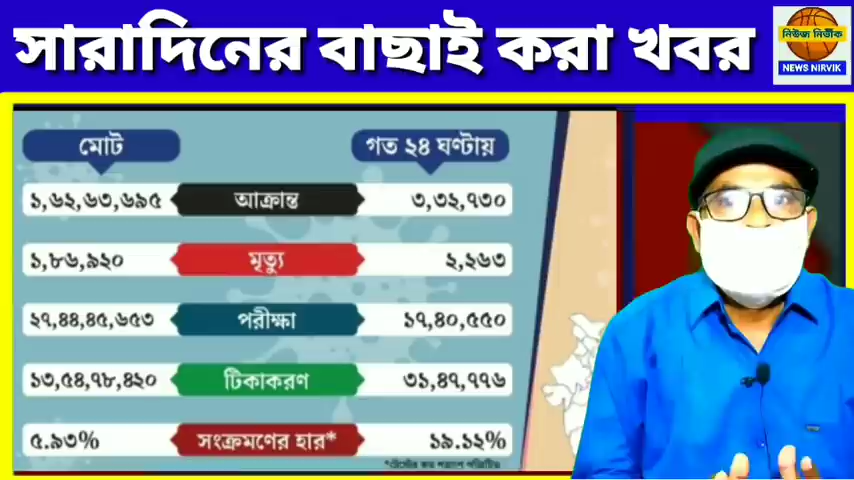 সারাদিনের বাছাই করা খবর
নিউজ নির্ভীক
NEWS NIRVIK
মোট
গত ২৪ ঘণ্টায়
১,৬২,৬৩,৬৯৫ আক্রান্ত ৩,৩২,৭৩০
১,৮৬,৯২০ মৃত্যু ২,২৬৩
২৭,৪৪,৪৫,৬৫৩ পরীক্ষা ১৭,৪০,৫৫০
১৩,৫৪,৭৮,৪২০ টিকাকরণ ৩১,৪৭,৭৭৬
৫.৯৩% সংক্রমণের হার* ১৯.১২%